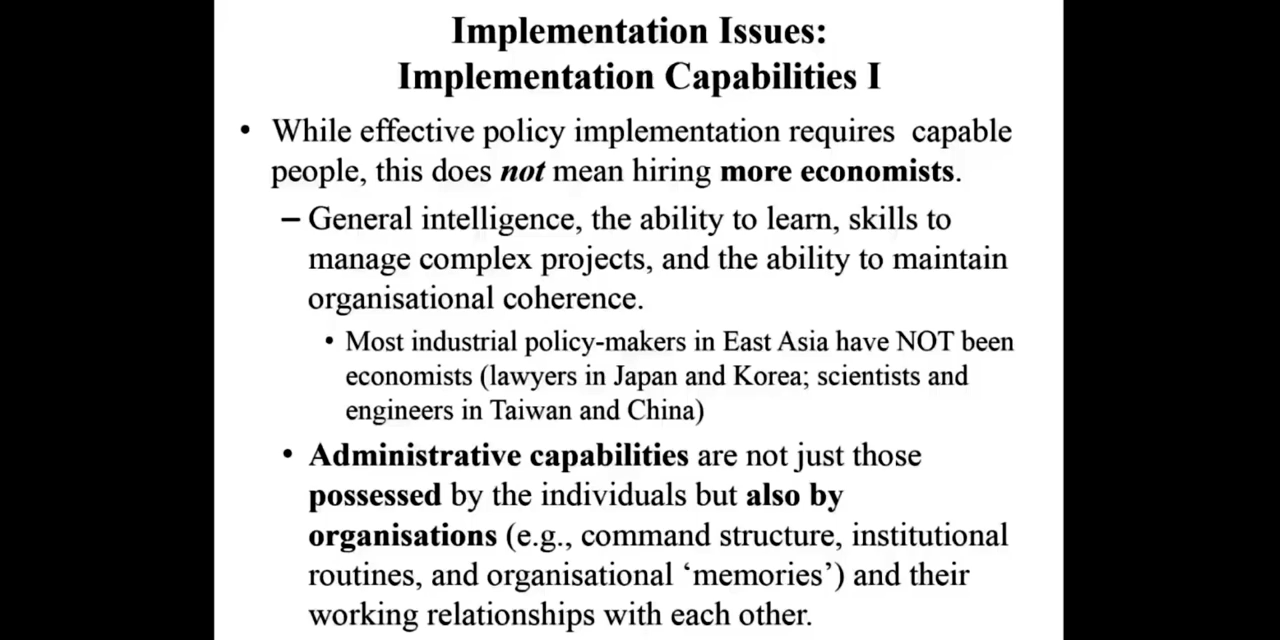 Implementation Issues:
Implementation Capabilities I
• While effective policy implementation requires capable
people, this does not mean hiring more economists.
– General intelligence, the ability to learn, skills to
manage complex projects, and the ability to maintain
organisational coherence.
• Most industrial policy-makers in East Asia have NOT been
economists (lawyers in Japan and Korea; scientists and
engineers in Taiwan and China)
• Administrative capabilities are not just those
possessed by the individuals but also by
organisations (e.g., command structure, institutional
routines, and organisational ‘memories’) and their
working relationships with each other.